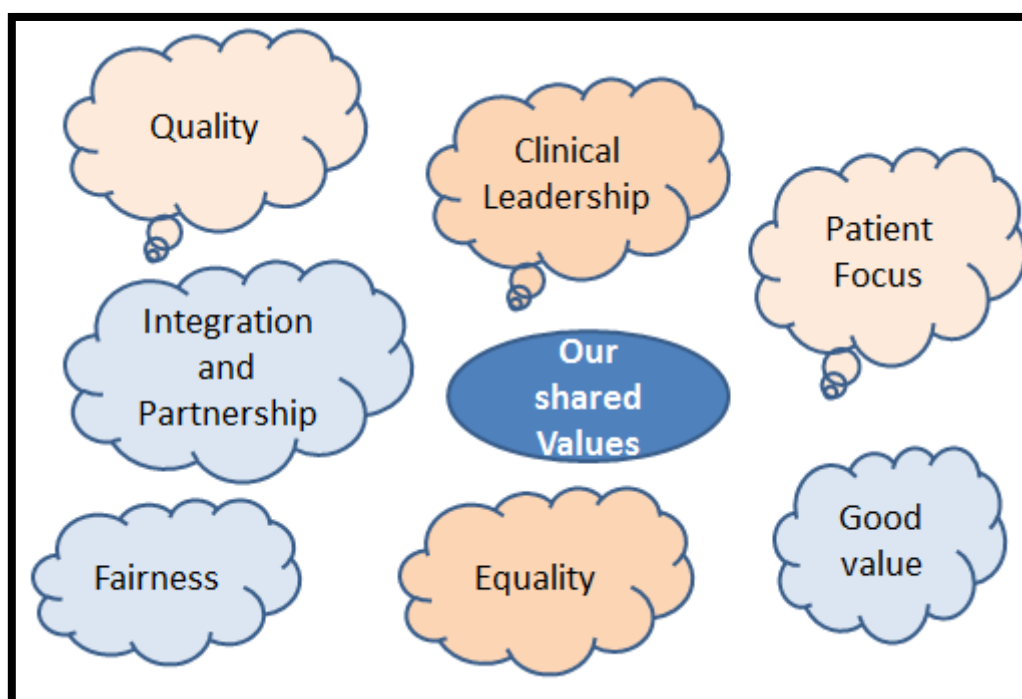 Quality
Clinical
Leadership
Patient
Focus
Integration
and
Partnership
Our
shared
Values
Good
value
Fairness
Equality